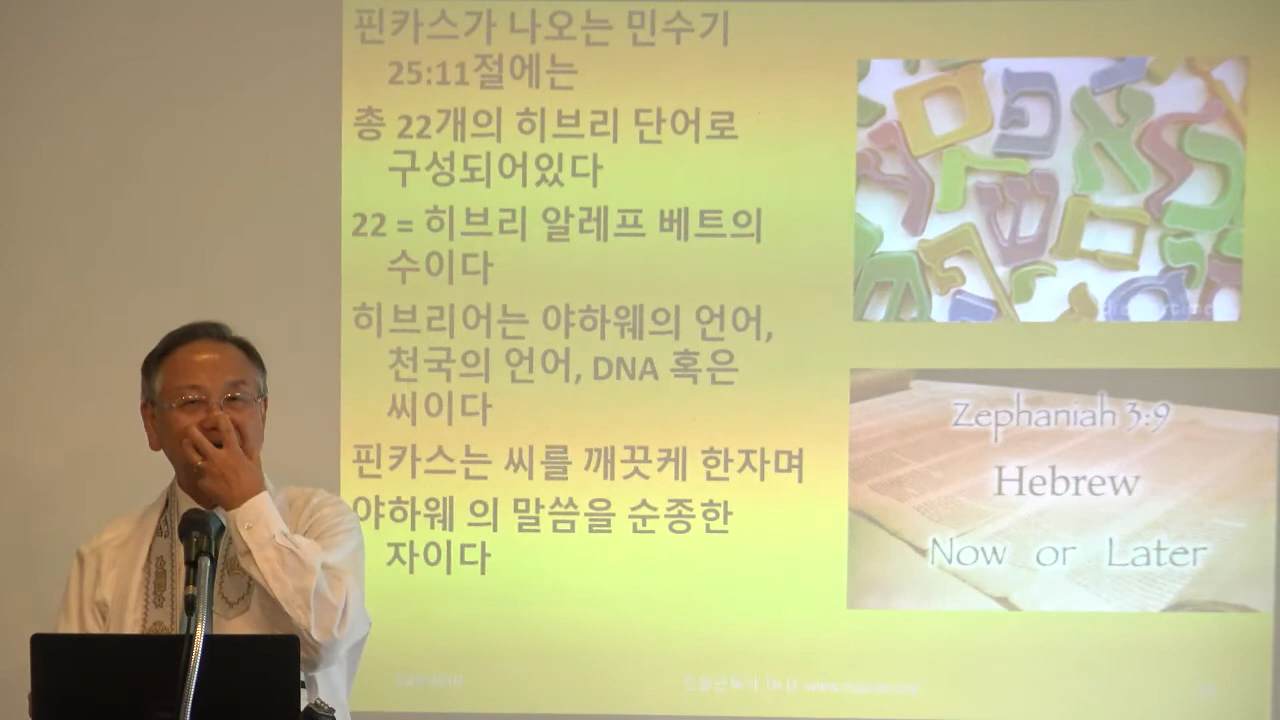 핀카스가 나오는 민수기
25:11절에는
총 22개의 히브리 단어로
구성되어있다
22 = 히브리 알레프 베트의
수이다
히브리어는 야하웨의 언어,
천국의 언어, DNA 혹은
씨이다
핀카스는 씨를 깨끗케 한자며
야하웨 의 말씀을 순종한
자이다
Zephaniah 3:9
Hebrew
Now or Later